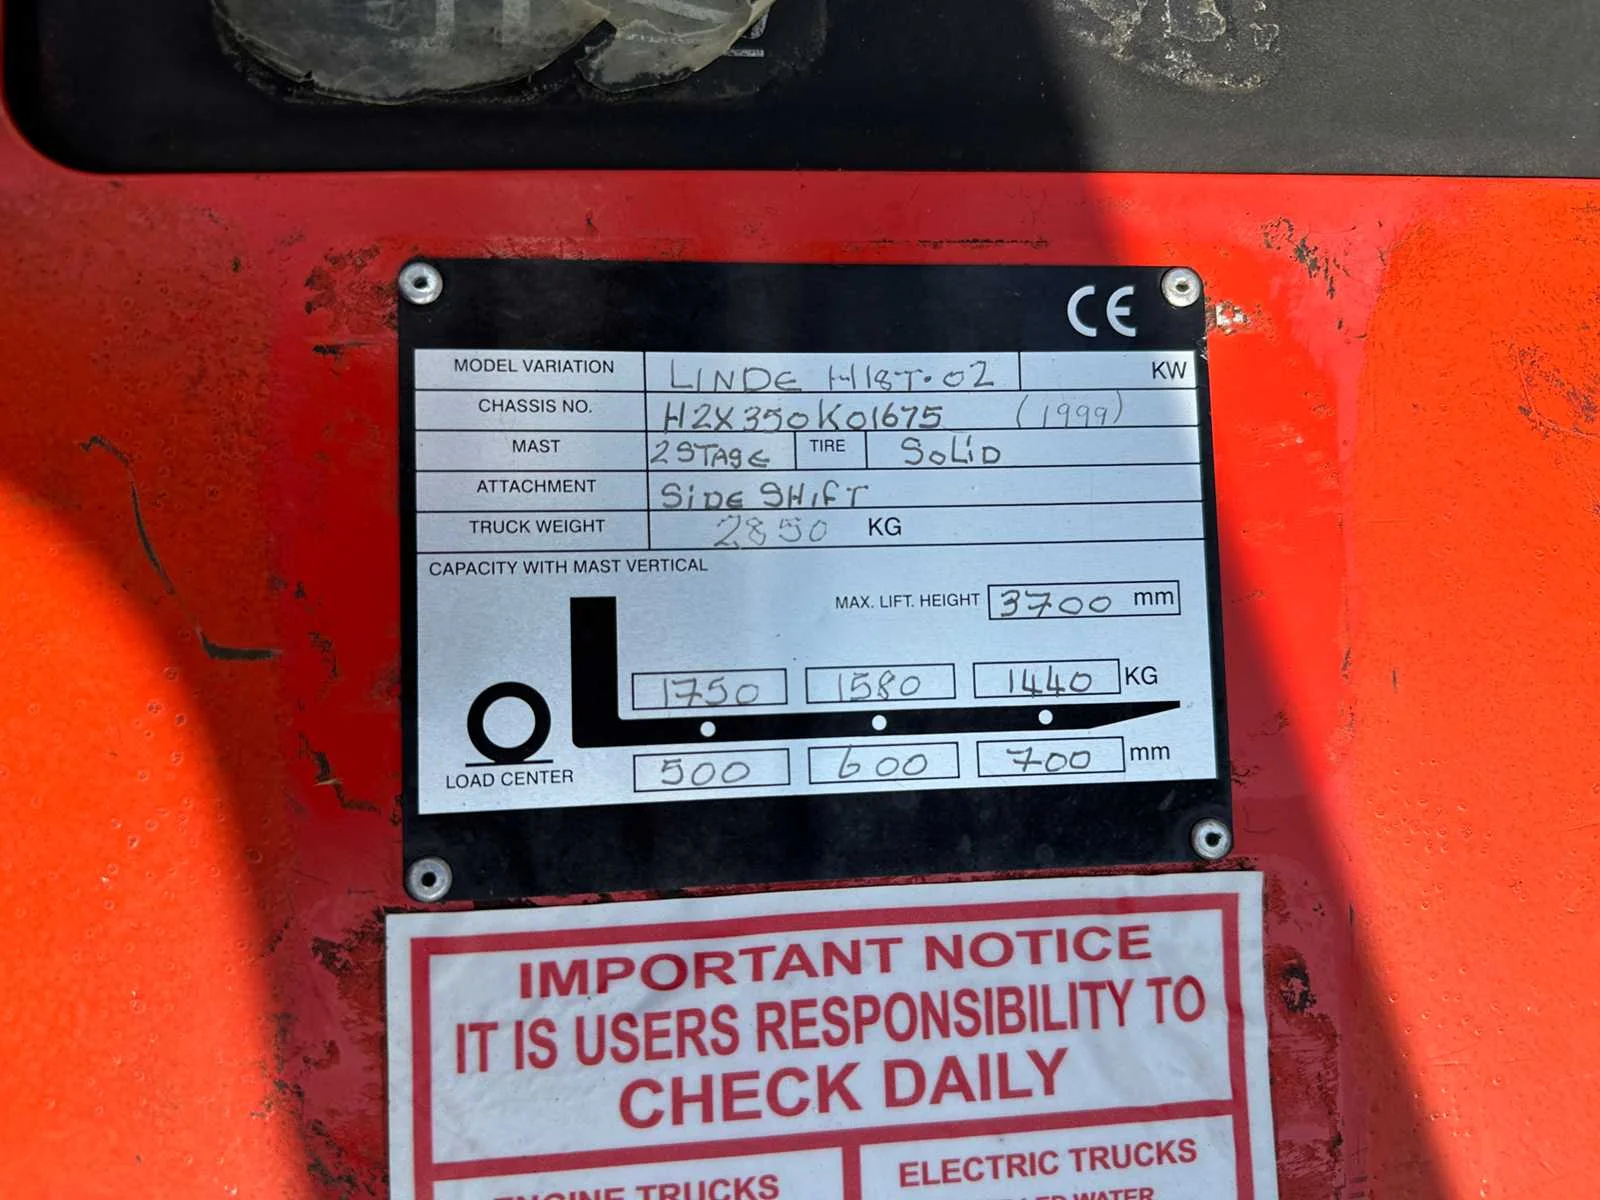 CE
MODEL VARIATION LINDE H18T-02 KW
CHASSIS NO. H2X350K01675 (1999)
MAST 2 STAGE TIRE SOLID
ATTACHMENT SIDE SHIFT
TRUCK WEIGHT 2850 KG
CAPACITY WITH MAST VERTICAL
MAX. LIFT. HEIGHT 3700 mm
1750 1580 1440 KG
500 600 700 mm
LOAD CENTER
IMPORTANT NOTICE
IT IS USERS RESPONSIBILITY TO
CHECK DAILY
ENGINE TRUCKS
ELECTRIC TRUCKS
WATER